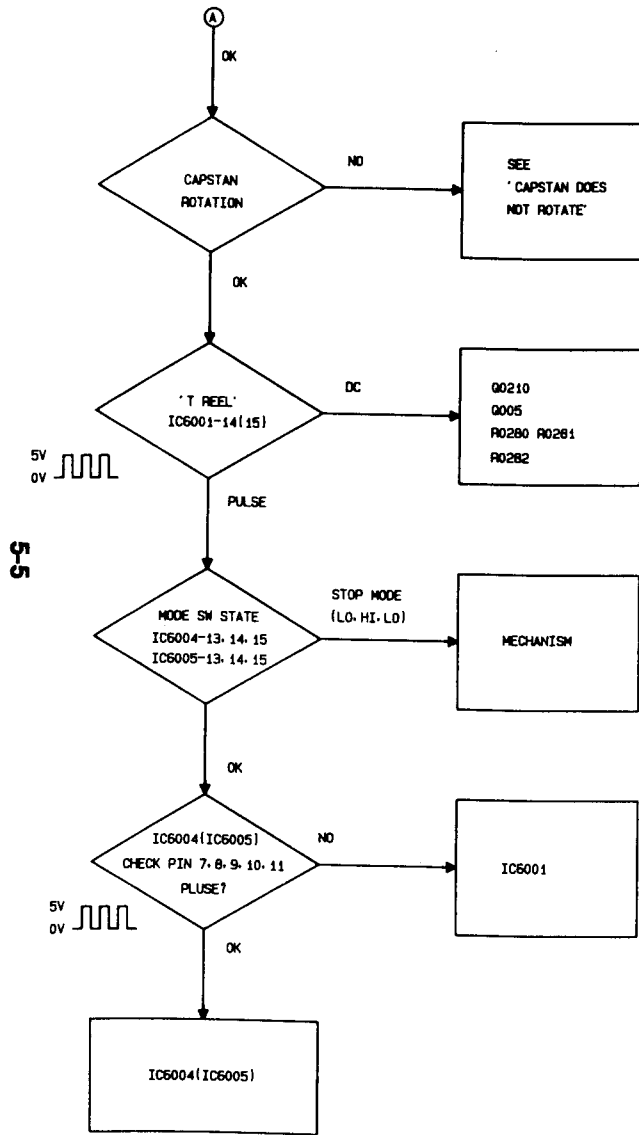 A
OK
CAPSTAN
ROTATION
NO
SEE
'CAPSTAN DOES
NOT ROTATE'
OK
'T REEL'
IC6001-14(15)
DC
Q0210
Q005
R0280 R0281
R0282
5V
0V
PULSE
5-5
MODE SW STATE
IC6004-13, 14, 15
IC6005-13, 14, 15
STOP MODE
(LO, HI, LO)
MECHANISM
OK
IC6004(IC6005)
CHECK PIN 7, 8, 9, 10, 11
PLUSE?
NO
IC6001
5V
0V
OK
IC6004(IC6005)